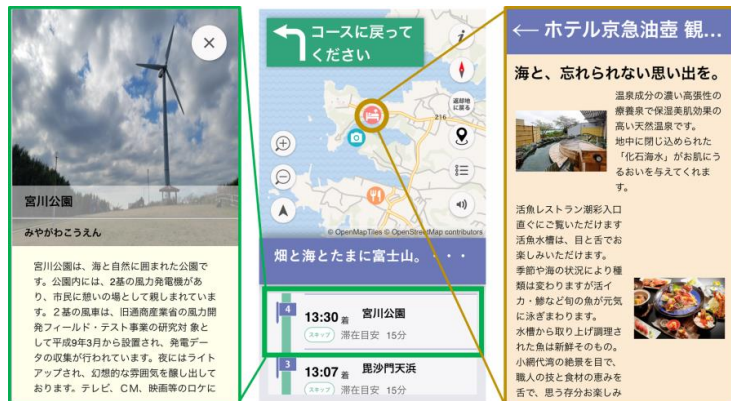 宮川公園
みやがわこうえん
宮川公園は、海と自然に囲まれた公園で
す。公園内には、2基の風力発電機があ
り、市民に憩いの場として親しまれていま
す。２基の風車は、旧通商産業省の風力開
発フィールド・テスト事業の研究対 象と
して平成9年3月から設置され、発電デー
タの収集が行われています。夜にはライト
アップされ、幻想的な雰囲気を醸し出して
おります。テレビ、ＣＭ、映画等のロケに
コースに戻って
ください
216
© OpenMapTiles © OpenStreetMap contributors
畑と海とたまに富士山。・・・
4
13:30 着 宮川公園
スキップ 滞在目安 15分
3
13:07 着 毘沙門天浜
スキップ 滞在目安 15分
← ホテル京急油壺 観...
海と、忘れられない思い出を。
温泉成分の濃い高張性の
療養泉で保湿美肌効果の
高い天然温泉です。
地中に閉じ込められた
「化石海水」がお肌にう
るおいを与えてくれま
す。
活魚レストラン潮彩入口
直ぐにご覧いただけます
活魚水槽は、目と舌でお
楽しみいただけます。
季節や海の状況により種
類は変わりますが活イ
カ・鯵など旬の魚が元気
に泳ぎまわります。
水槽から取り上げ調理さ
れた魚は新鮮そのもの。
小網代湾の絶景を目で、
職人の技と食材の恵みを
舌で、思う存分お楽しみ